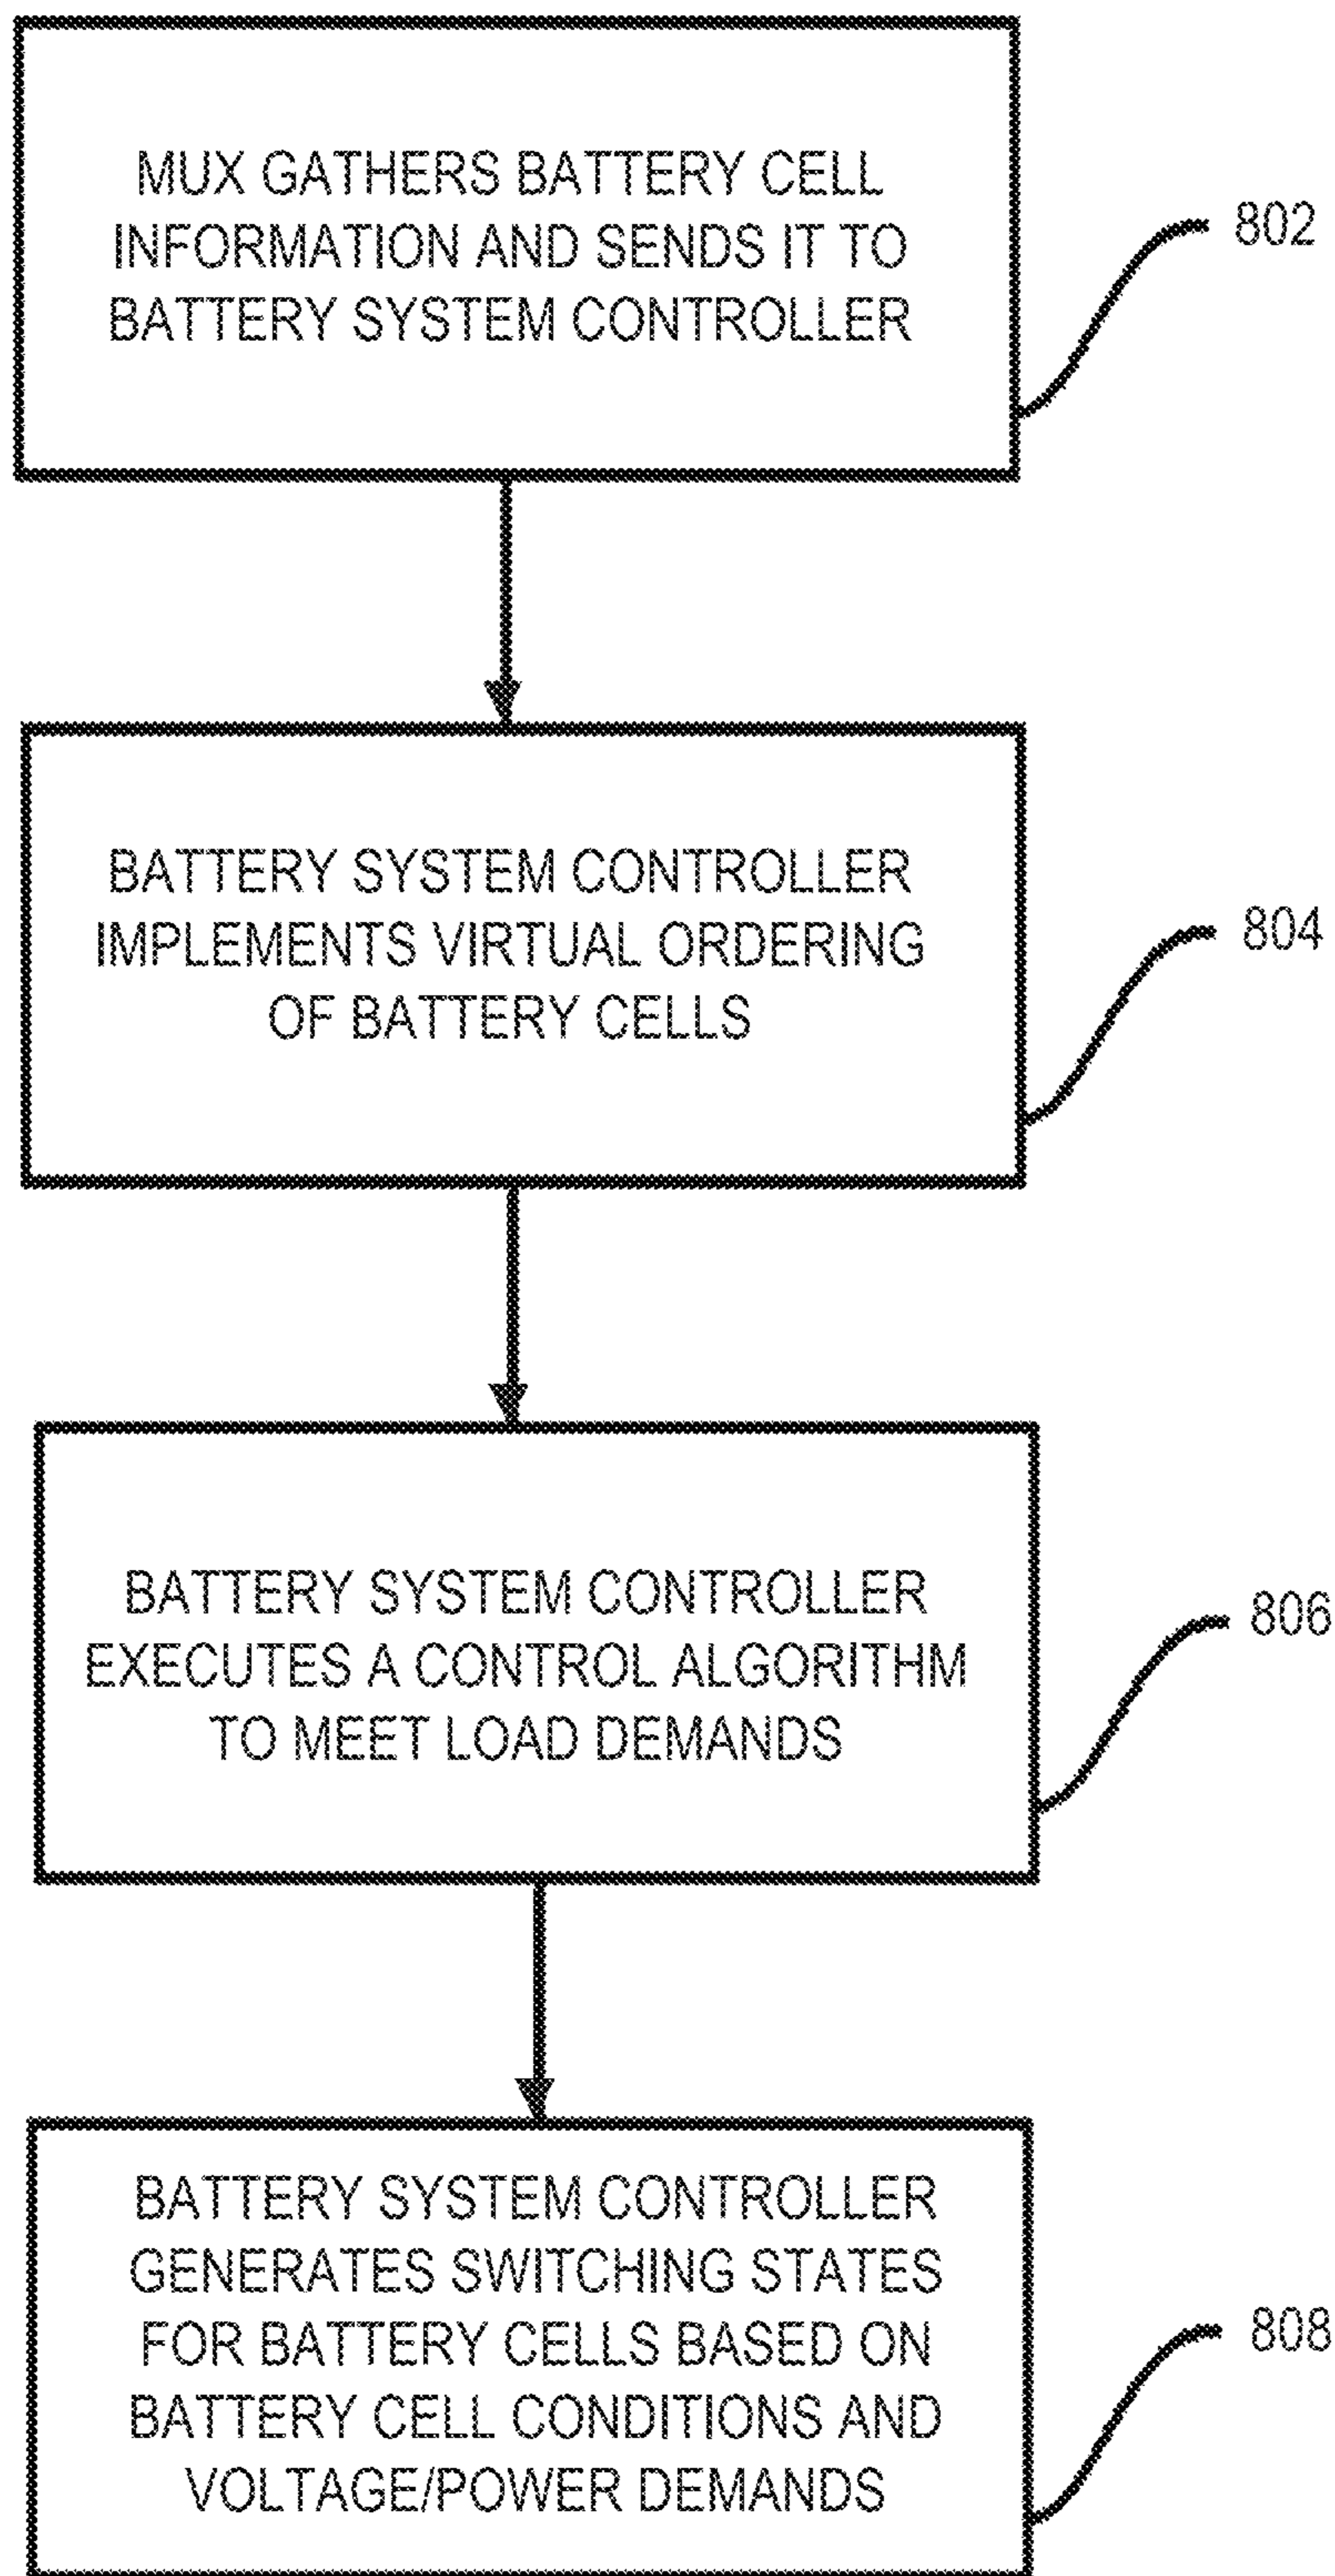 MUX GATHERS BATTERY CELL
INFORMATION AND SENDS IT TO
BATTERY SYSTEM CONTROLLER
802
BATTERY SYSTEM CONTROLLER
IMPLEMENTS VIRTUAL ORDERING
OF BATTERY CELLS
804
BATTERY SYSTEM CONTROLLER
EXECUTES A CONTROL ALGORITHM
TO MEET LOAD DEMANDS
806
BATTERY SYSTEM CONTROLLER
GENERATES SWITCHING STATES
FOR BATTERY CELLS BASED ON
BATTERY CELL CONDITIONS AND
VOLTAGE/POWER DEMANDS
808